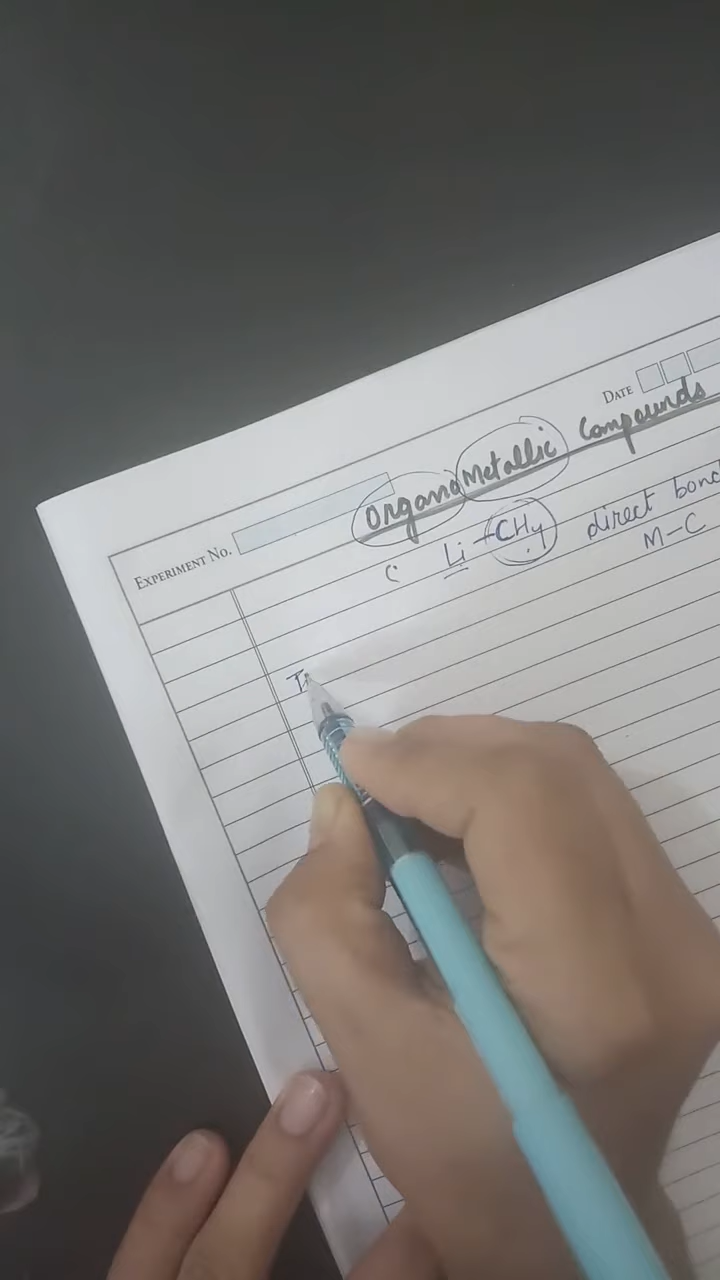 DATE
Organometallic Compounds
EXPERIMENT No.
C Li-CH4 direct bond
M-C